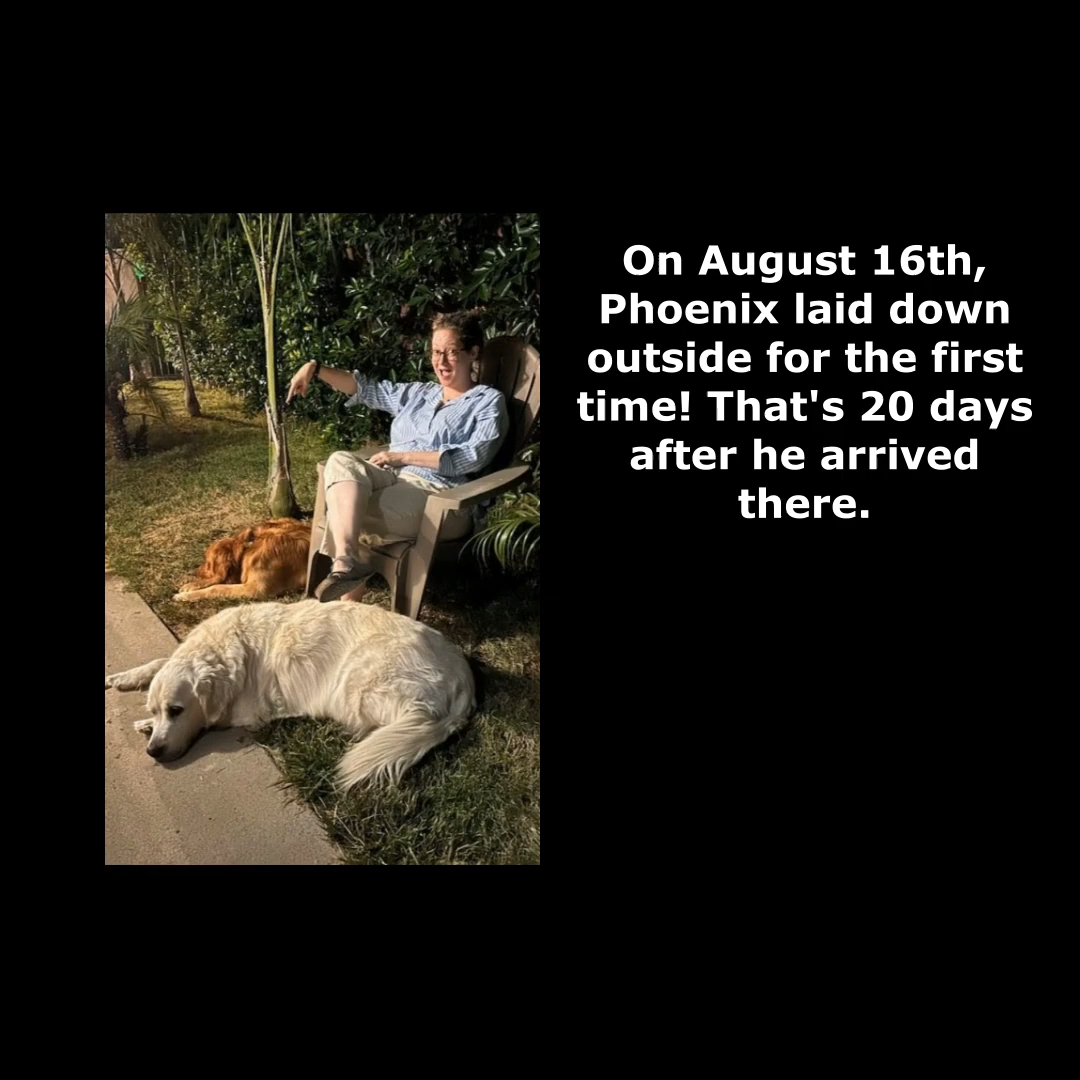 On August 16th,
Phoenix laid down
outside for the first
time! That's 20 days
after he arrived
there.